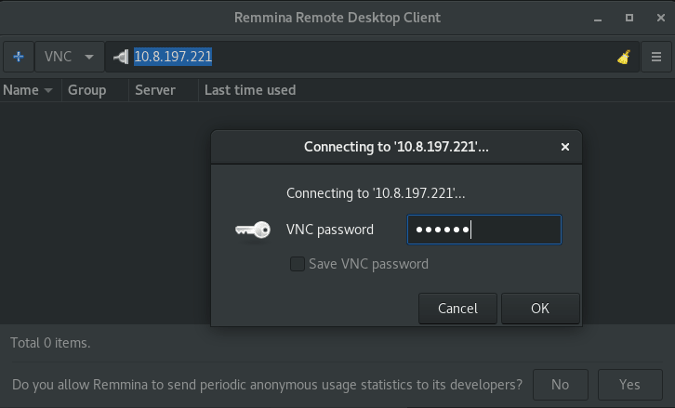 Remmina Remote Desktop Client
VNC 10.8.197.221
Name Group Server Last time used
Connecting to '10.8.197.221'...
Connecting to '10.8.197.221'...
VNC password ••••••
Save VNC password
Cancel OK
Total 0 items.
Do you allow Remmina to send periodic anonymous usage statistics to its developers? No Yes